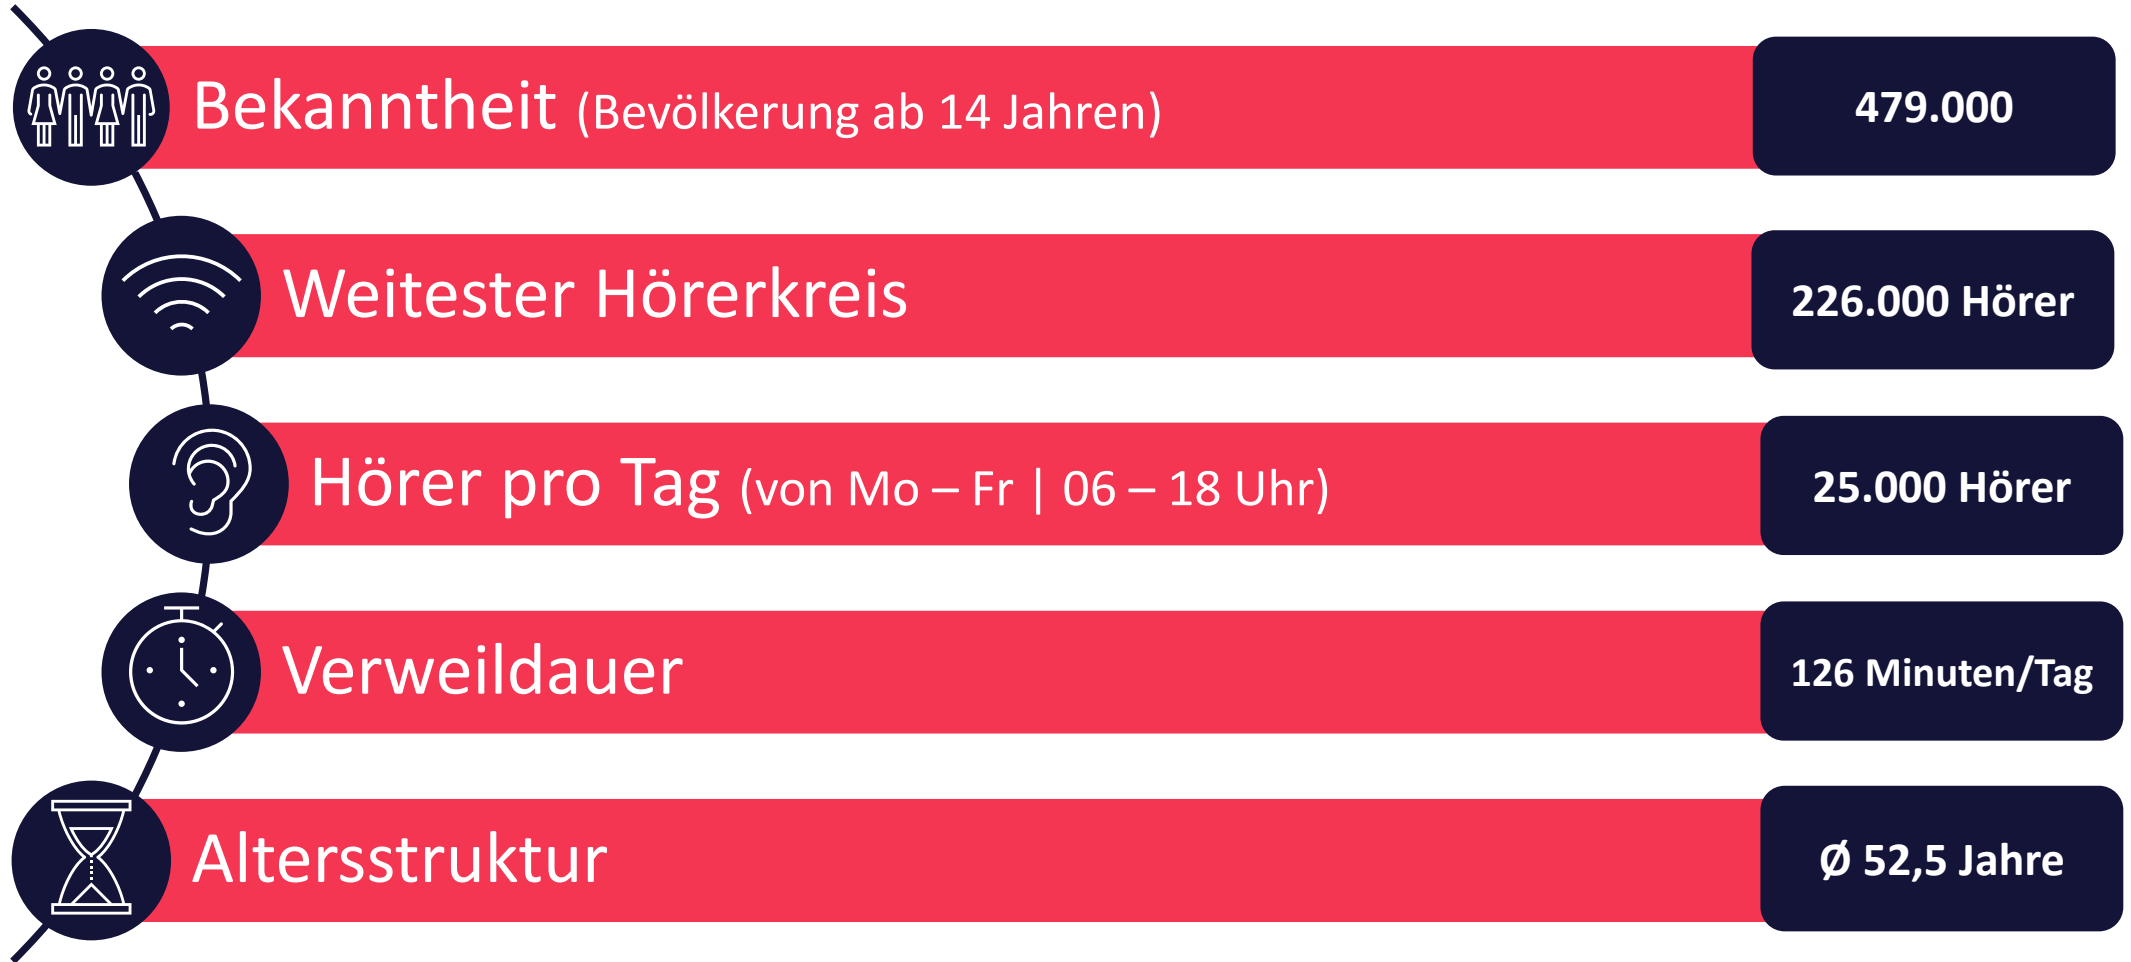 Bekanntheit (Bevölkerung ab 14 Jahren)
479.000
Weitester Hörerkreis
226.000 Hörer
Hörer pro Tag (von Mo – Fr | 06 – 18 Uhr)
25.000 Hörer
Verweildauer
126 Minuten/Tag
Altersstruktur
Ø 52,5 Jahre